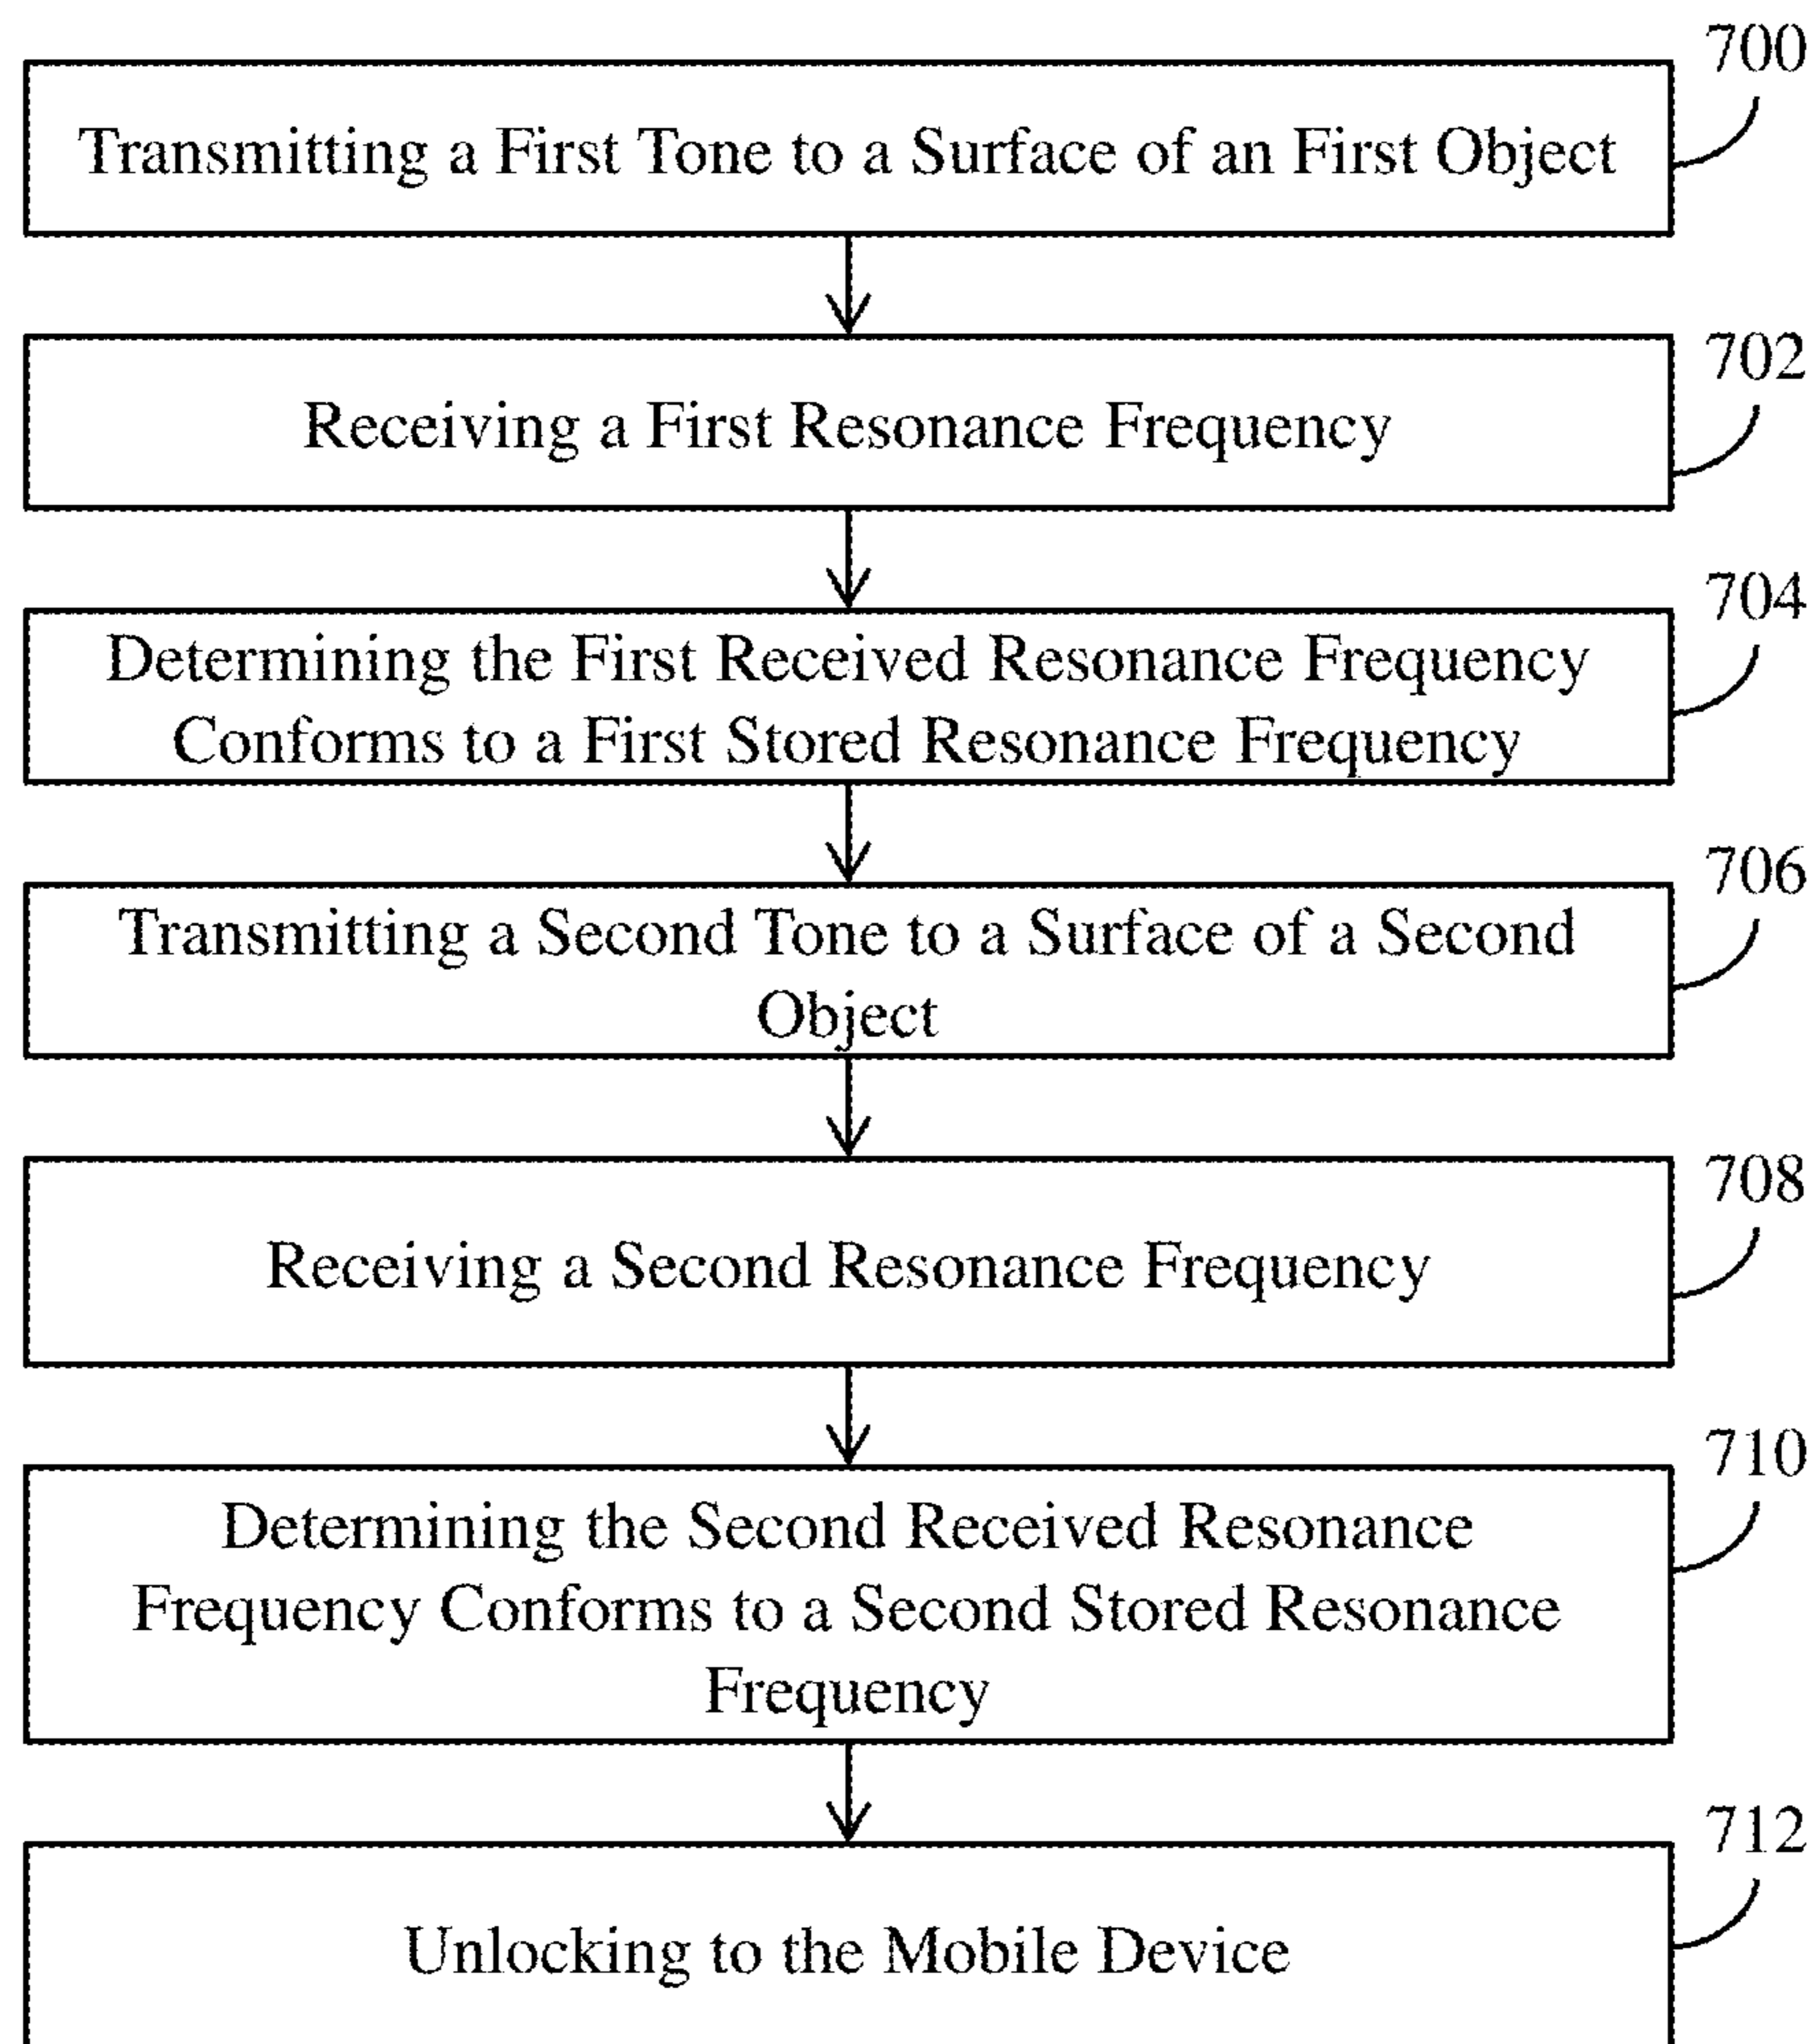 700
Transmitting a First Tone to a Surface of an First Object
702
Receiving a First Resonance Frequency
704
Determining the First Received Resonance Frequency
Conforms to a First Stored Resonance Frequency
706
Transmitting a Second Tone to a Surface of a Second
Object
708
Receiving a Second Resonance Frequency
710
Determining the Second Received Resonance
Frequency Conforms to a Second Stored Resonance
Frequency
712
Unlocking to the Mobile Device